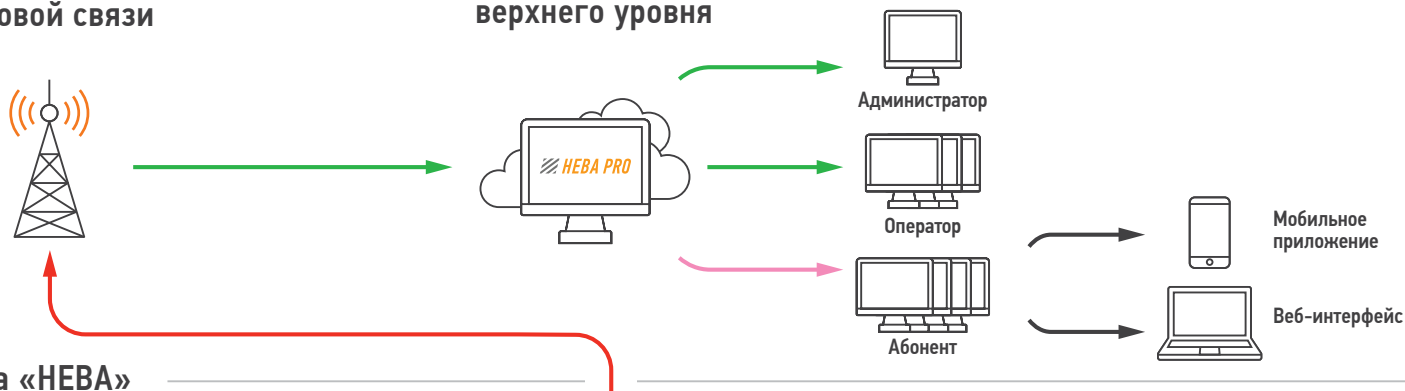 овой связи
верхнего уровня
Администратор
НЕВА PRO
Оператор
Мобильное
приложение
Веб-интерфейс
Абонент
а «НЕВА»